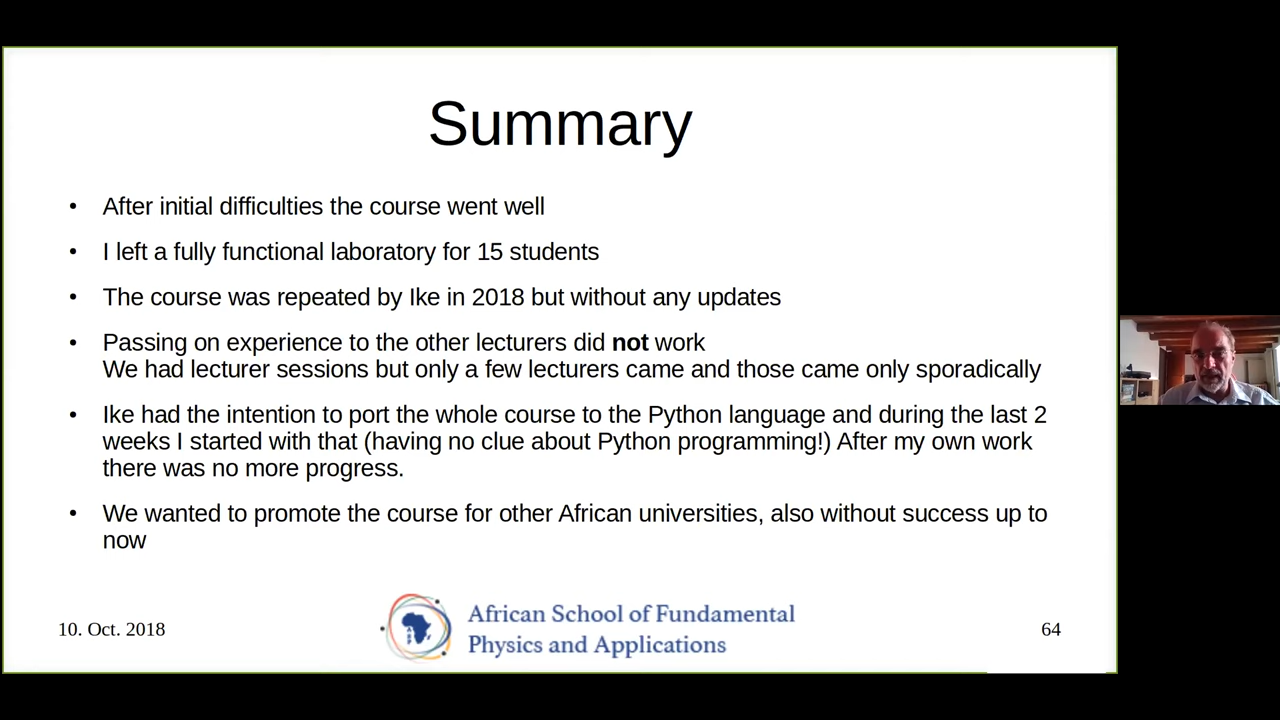 Summary
• After initial difficulties the course went well
• I left a fully functional laboratory for 15 students
• The course was repeated by Ike in 2018 but without any updates
• Passing on experience to the other lecturers did not work
We had lecturer sessions but only a few lecturers came and those came only sporadically
• Ike had the intention to port the whole course to the Python language and during the last 2
weeks I started with that (having no clue about Python programming!) After my own work
there was no more progress.
• We wanted to promote the course for other African universities, also without success up to
now
10. Oct. 2018
African School of Fundamental
Physics and Applications
64